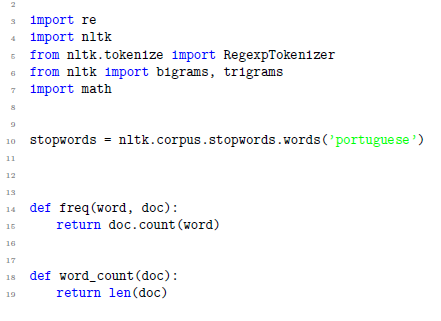 2
3 import re
4 import nltk
5 from nltk.tokenize import RegexpTokenizer
6 from nltk import bigrams, trigrams
7 import math
8
9
10 stopwords = nltk.corpus.stopwords.words('portuguese')
11
12
13
14 def freq(word, doc):
15     return doc.count(word)
16
17
18 def word_count(doc):
19     return len(doc)